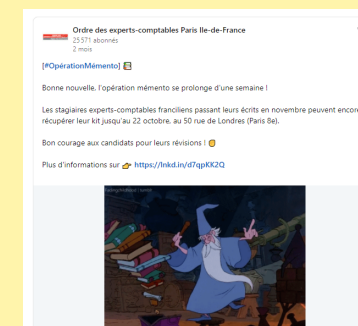 Ordre des experts-comptables Paris Ile-de-France
25 571 abonnés
2 mois
[#OpérationMémento]
Bonne nouvelle, l'opération mémento se prolonge d'une semaine !
Les stagiaires experts-comptables franciliens passant leurs écrits en novembre peuvent encore
récupérer leur kit jusqu'au 22 octobre, au 50 rue de Londres (Paris 8e).
Bon courage aux candidats pour leurs révisions !
Plus d'informations sur 👉 https://lnkd.in/d7qpKK2Q